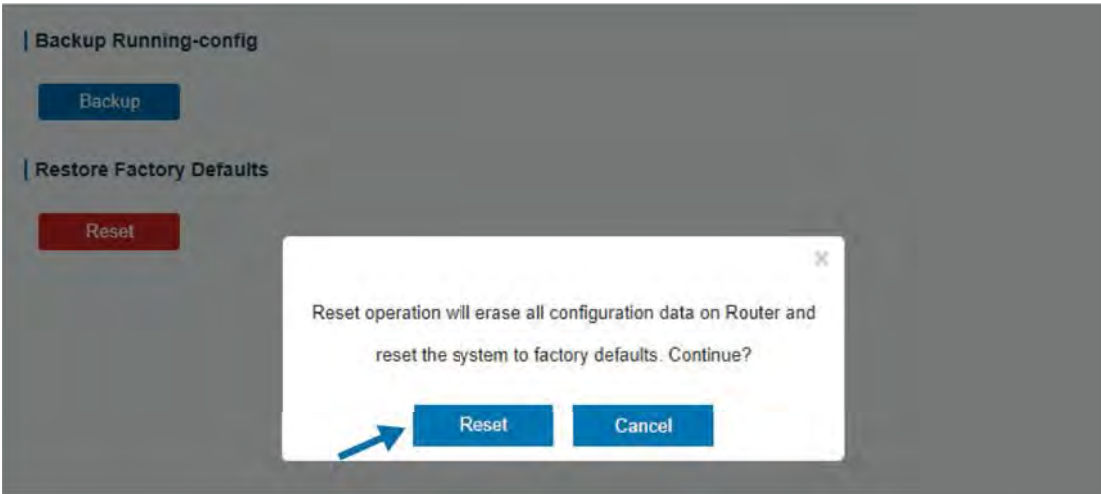 Backup Running-config
Backup
Restore Factory Defaults
Reset
Reset operation will erase all configuration data on Router and
reset the system to factory defaults. Continue?
Reset Cancel